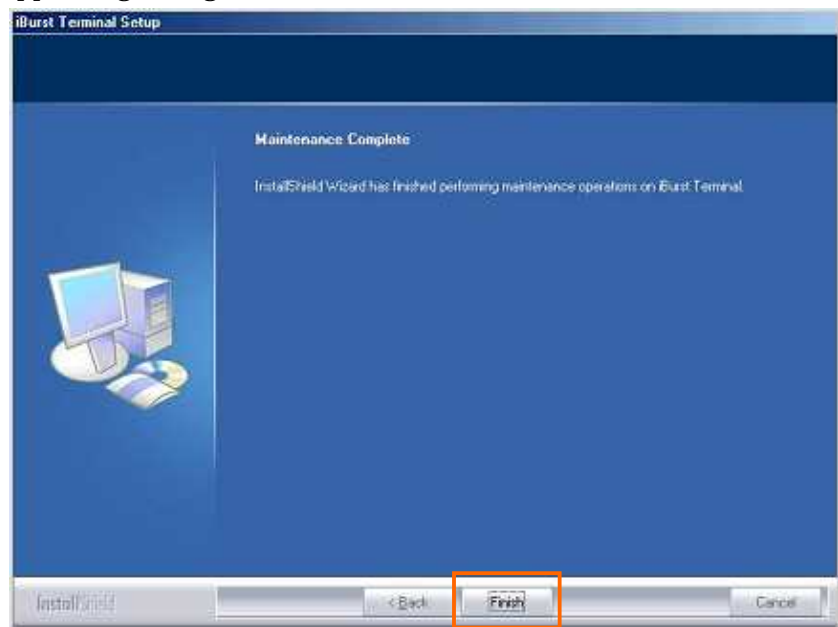 iBurst Terminal Setup
Maintenance Complete
InstallShield Wizard has finished performing maintenance operations on iBurst Terminal.
InstallShield
< Back
Finish
Cancel